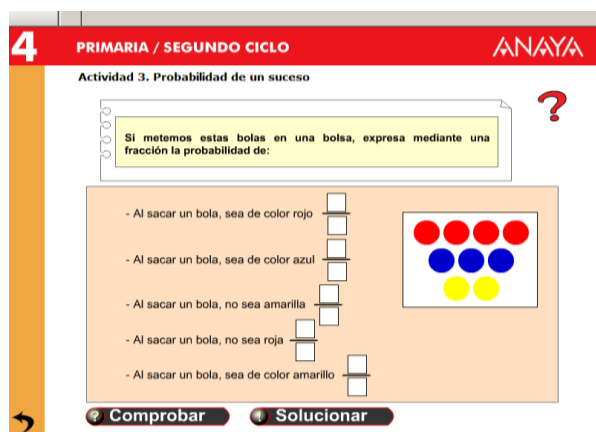 4
PRIMARIA / SEGUNDO CICLO
ANAYA
Actividad 3. Probabilidad de un suceso
?
Si metemos estas bolas en una bolsa, expresa mediante una
fracción la probabilidad de:
- Al sacar un bola, sea de color rojo
- Al sacar un bola, sea de color azul
- Al sacar un bola, no sea amarilla
- Al sacar un bola, no sea roja
- Al sacar un bola, sea de color amarillo
? Comprobar
! Solucionar